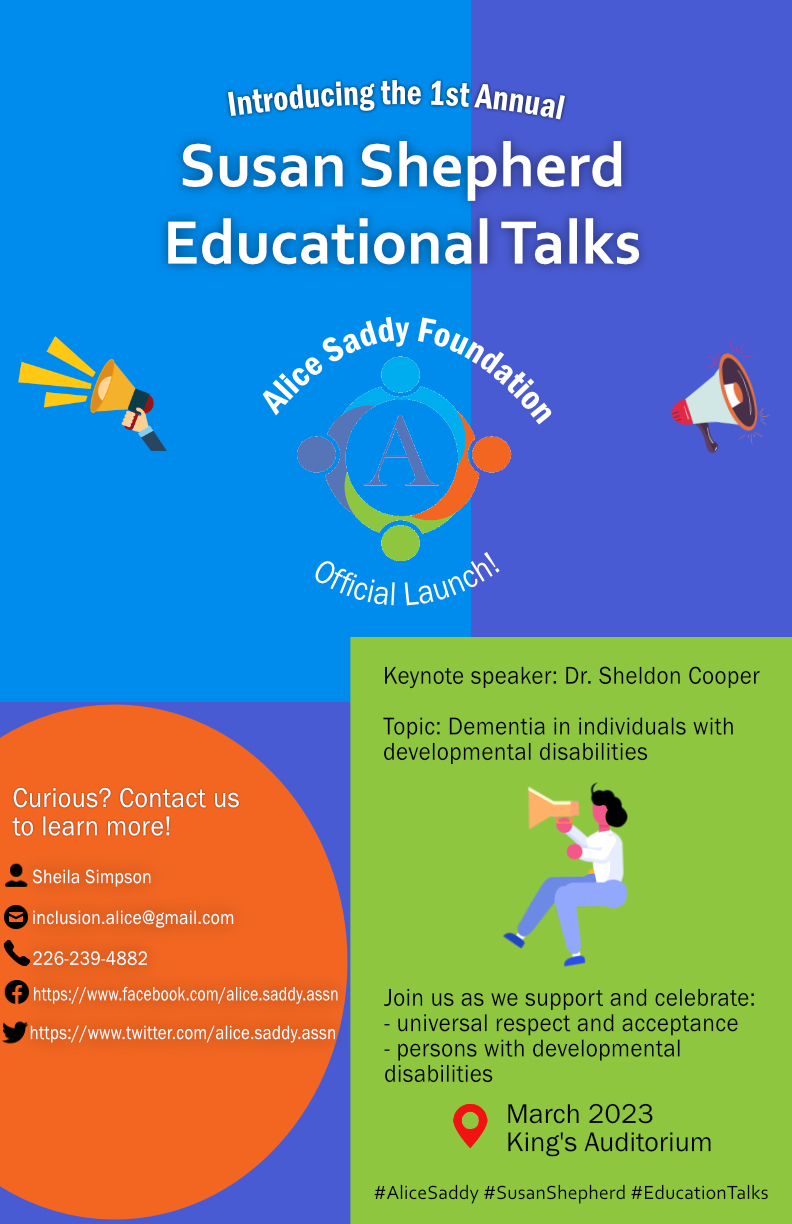 Introducing the 1st Annual
Susan Shepherd
Educational Talks
Alice Saddy Foundation
A
Official Launch!
Keynote speaker: Dr. Sheldon Cooper
Topic: Dementia in individuals with
developmental disabilities
Curious? Contact us
to learn more!
Sheila Simpson
inclusion.alice@gmail.com
226-239-4882
https://www.facebook.com/alice.saddy.assn
https://www.twitter.com/alice.saddy.assn
Join us as we support and celebrate:
- universal respect and acceptance
- persons with developmental
disabilities
March 2023
King's Auditorium
#AliceSaddy #SusanShepherd #EducationTalks